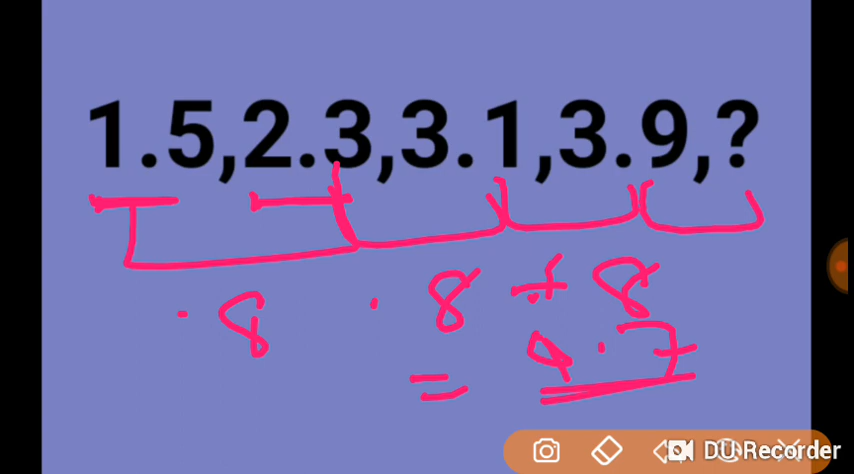 1.5,2.3,3.1,3.9,?
.8 .8 +.8
= 4.7
DU Recorder